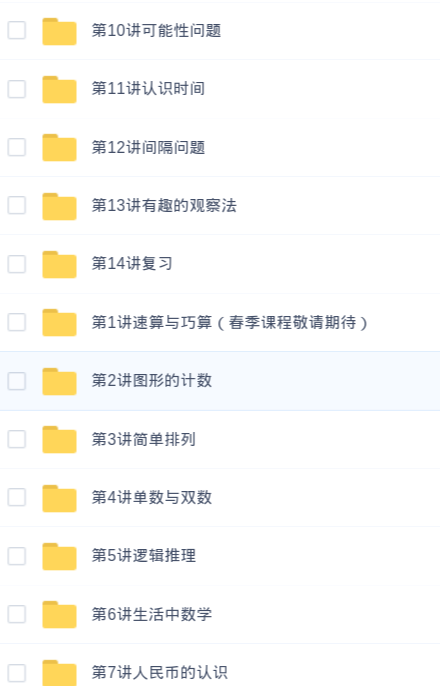 第10讲可能性问题
第11讲认识时间
第12讲间隔问题
第13讲有趣的观察法
第14讲复习
第1讲速算与巧算（春季课程敬请期待）
第2讲图形的计数
第3讲简单排列
第4讲单数与双数
第5讲逻辑推理
第6讲生活中数学
第7讲人民币的认识